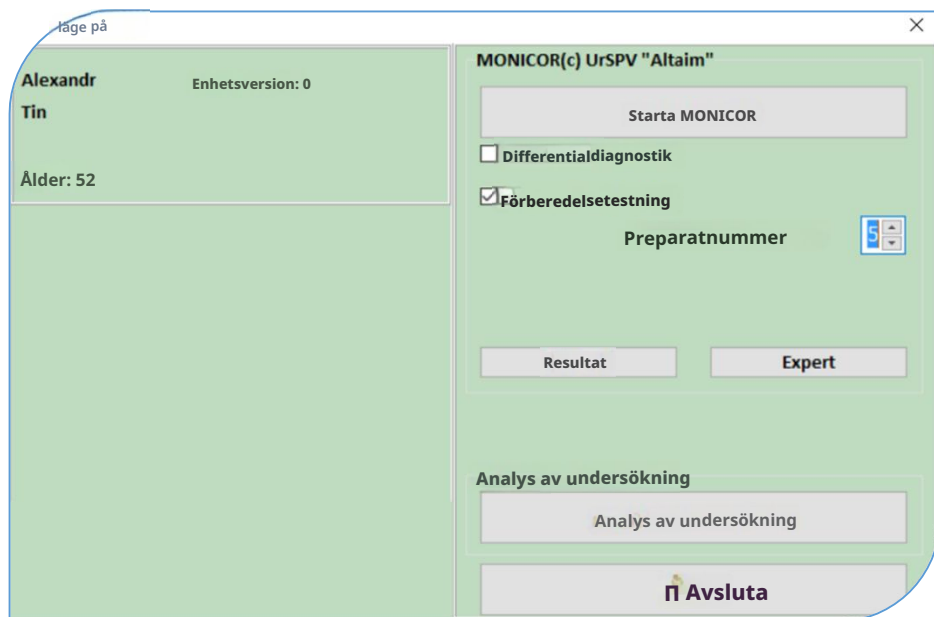 läge på
Alexandr
Enhetsversion: 0
Tin
Ålder: 52
MONICOR(c) UrSPV "Altaim"
Starta MONICOR
Differentialdiagnostik
Förberedelsetestning
Preparatnummer
5
Resultat
Expert
Analys av undersökning
Analys av undersökning
П Avsluta